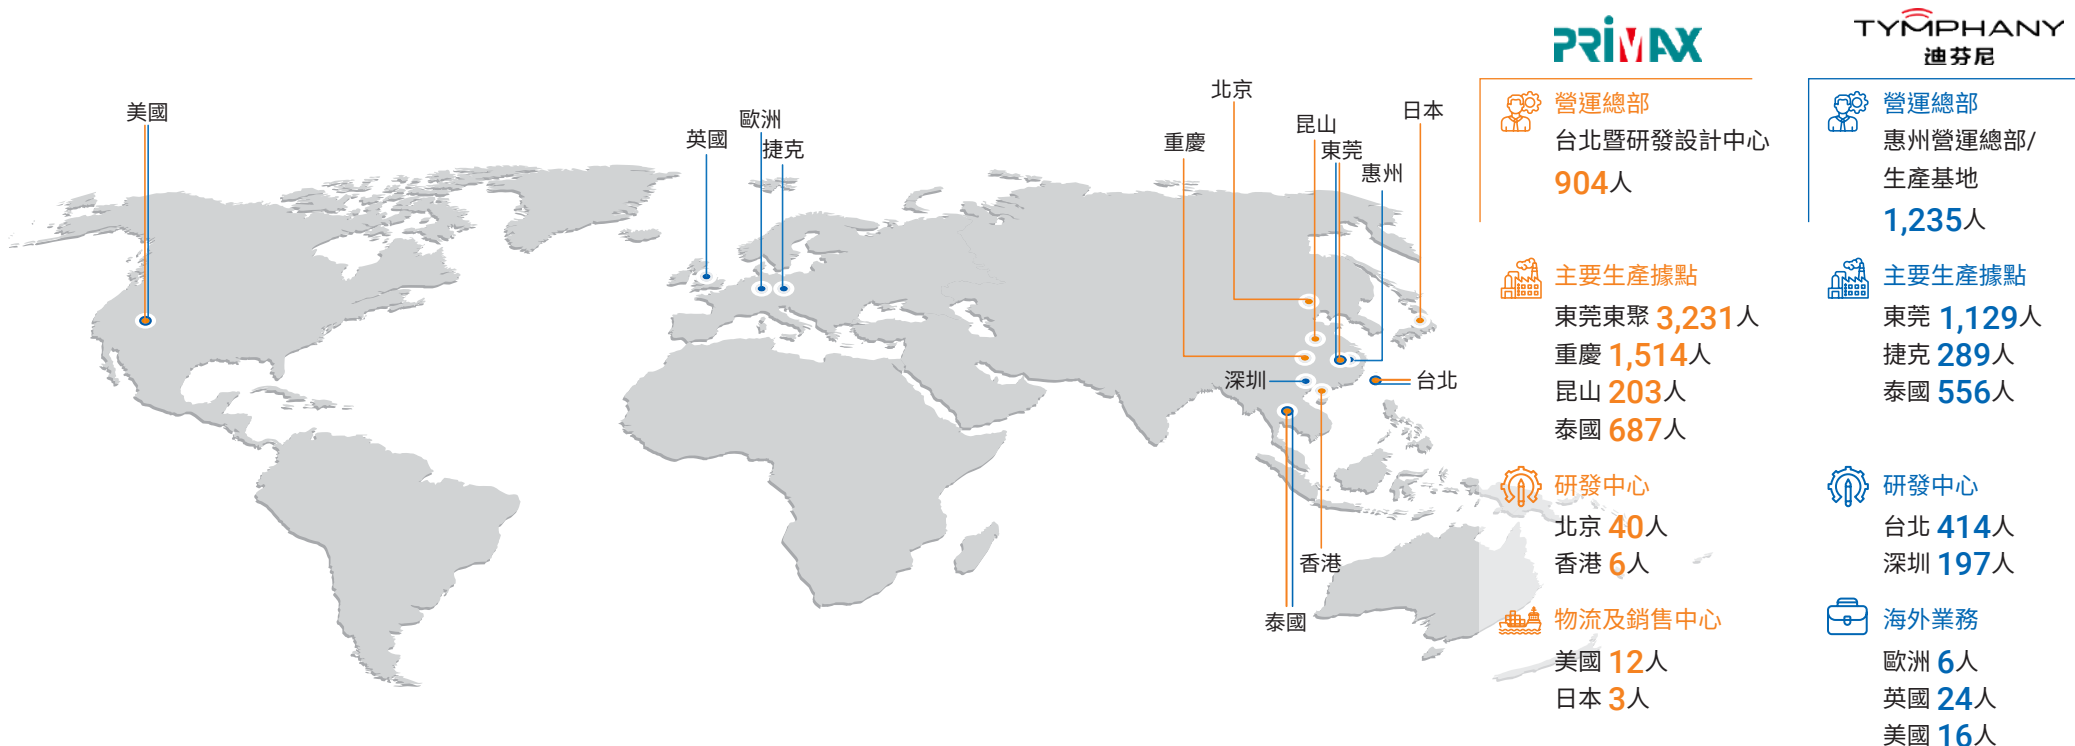 美國
英國
歐洲
捷克
重慶
北京
昆山
東莞
惠州
日本
深圳
台北
香港
泰國
PRIMAX
營運總部
台北暨研發設計中心
904人
主要生產據點
東莞東聚 3,231人
重慶 1,514人
昆山 203人
泰國 687人
研發中心
北京 40人
香港 6人
物流及銷售中心
美國 12人
日本 3人
TYMPHANY
迪芬尼
營運總部
惠州營運總部/
生產基地
1,235人
主要生產據點
東莞 1,129人
捷克 289人
泰國 556人
研發中心
台北 414人
深圳 197人
海外業務
歐洲 6人
英國 24人
美國 16人